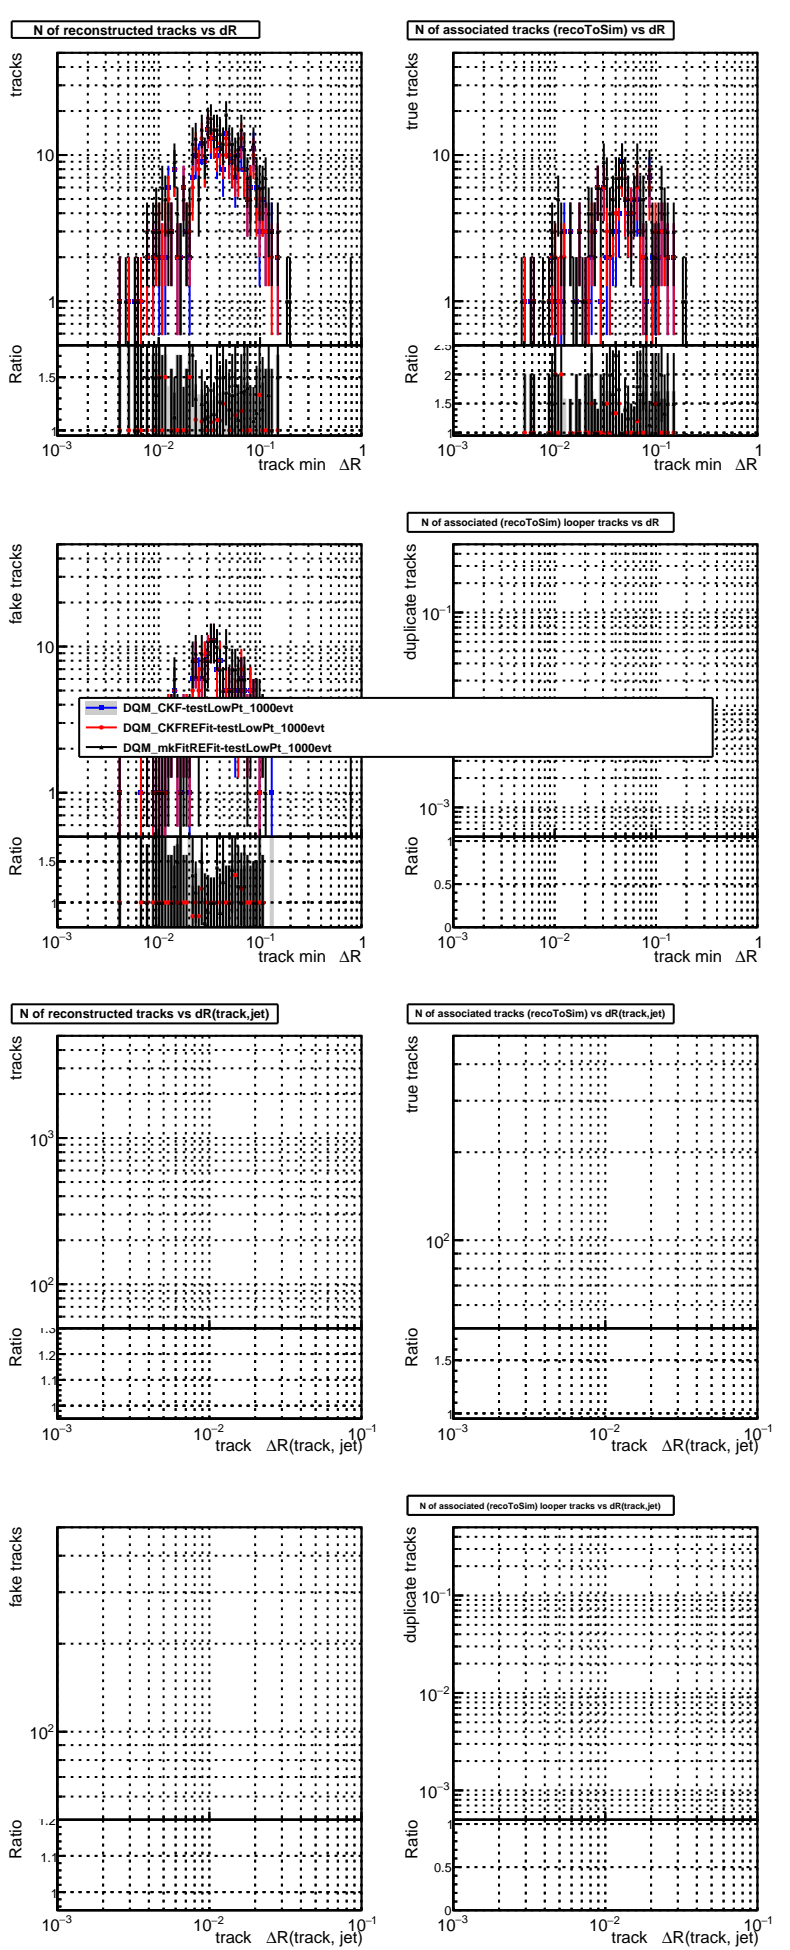 N of reconstructed tracks vs dR
tracks
10
1
Ratio
1.5
1
10−3
10−2
10−1
1
track min ΔR
N of associated tracks (recoToSim) vs dR
true tracks
10
1
Ratio
2.5
2
1.5
1
10−3
10−2
10−1
1
track min ΔR
fake tracks
10
1
Ratio
1.5
1
10−3
10−2
10−1
1
track min ΔR
N of associated (recoToSim) looper tracks vs dR
duplicate tracks
10−1
10−3
Ratio
1
0.5
0
10−3
10−2
10−1
1
track min ΔR
DQM_CKF-testLowPt_1000evt
DQM_CKFREFit-testLowPt_1000evt
DQM_mkFitREFit-testLowPt_1000evt
N of reconstructed tracks vs dR(track,jet)
tracks
103
102
Ratio
1.3
1.2
1.1
1
10−3
10−2
10−1
track ΔR(track, jet)
N of associated tracks (recoToSim) vs dR(track,jet)
true tracks
102
Ratio
1.5
1
10−3
10−2
10−1
track ΔR(track, jet)
fake tracks
102
Ratio
1.2
1.1
1
10−3
10−2
10−1
track ΔR(track, jet)
N of associated (recoToSim) looper tracks vs dR(track,jet)
duplicate tracks
10−1
10−2
10−3
Ratio
1
0.5
0
10−3
10−2
10−1
track ΔR(track, jet)